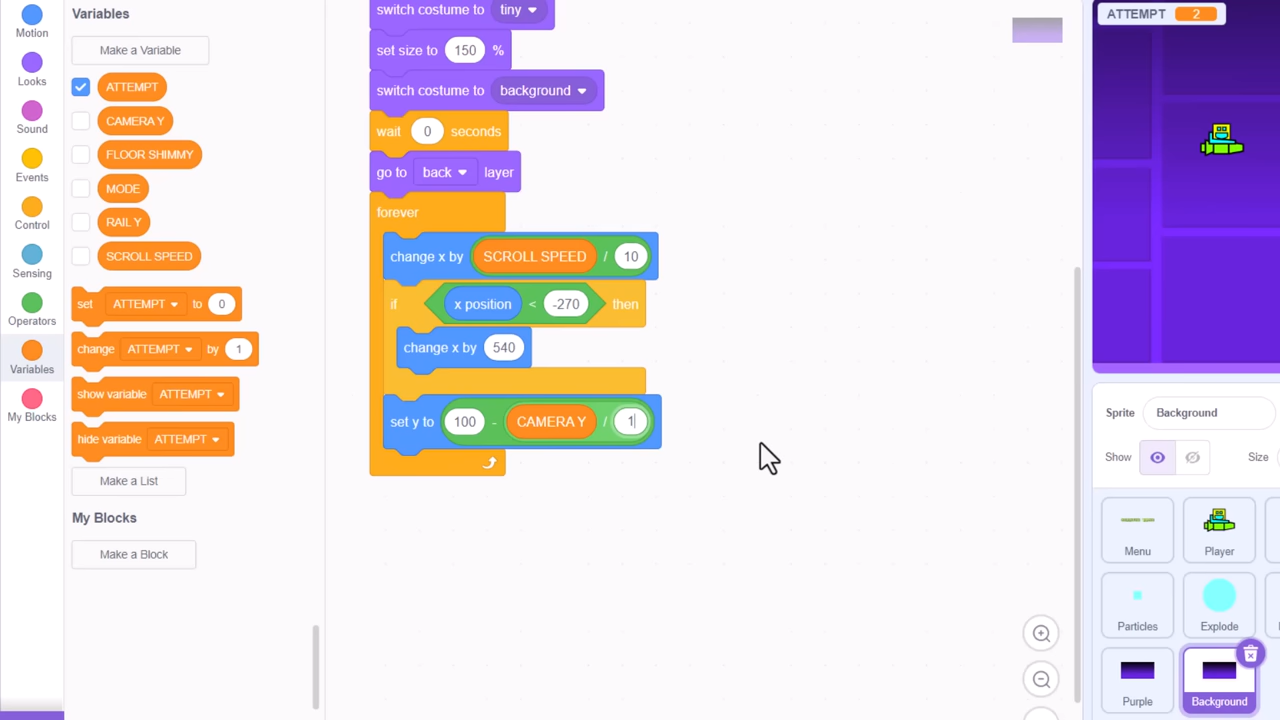 Motion
Looks
Sound
Events
Control
Sensing
Operators
Variables
My Blocks
Variables
Make a Variable
ATTEMPT
CAMERA Y
FLOOR SHIMMY
MODE
RAIL Y
SCROLL SPEED
set ATTEMPT to 0
change ATTEMPT by 1
show variable ATTEMPT
hide variable ATTEMPT
Make a List
My Blocks
Make a Block
switch costume to tiny
set size to 150 %
switch costume to background
wait 0 seconds
go to back layer
forever
change x by SCROLL SPEED / 10
if x position < -270 then
change x by 540
set y to 100 - CAMERA Y / 1
ATTEMPT 2
Sprite Background
Show Size
Menu Player
Particles Explode
Purple Background